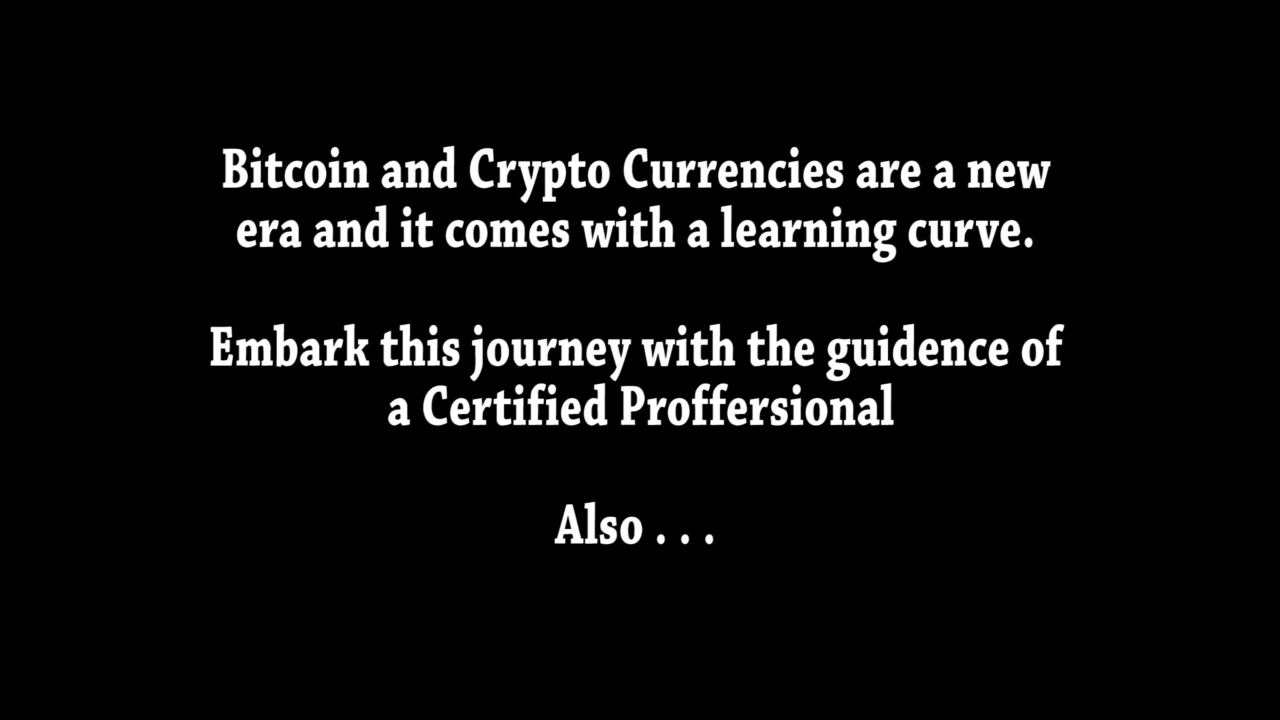 Bitcoin and Crypto Currencies are a new
era and it comes with a learning curve.
Embark this journey with the guidence of
a Certified Proffersional
Also . . .